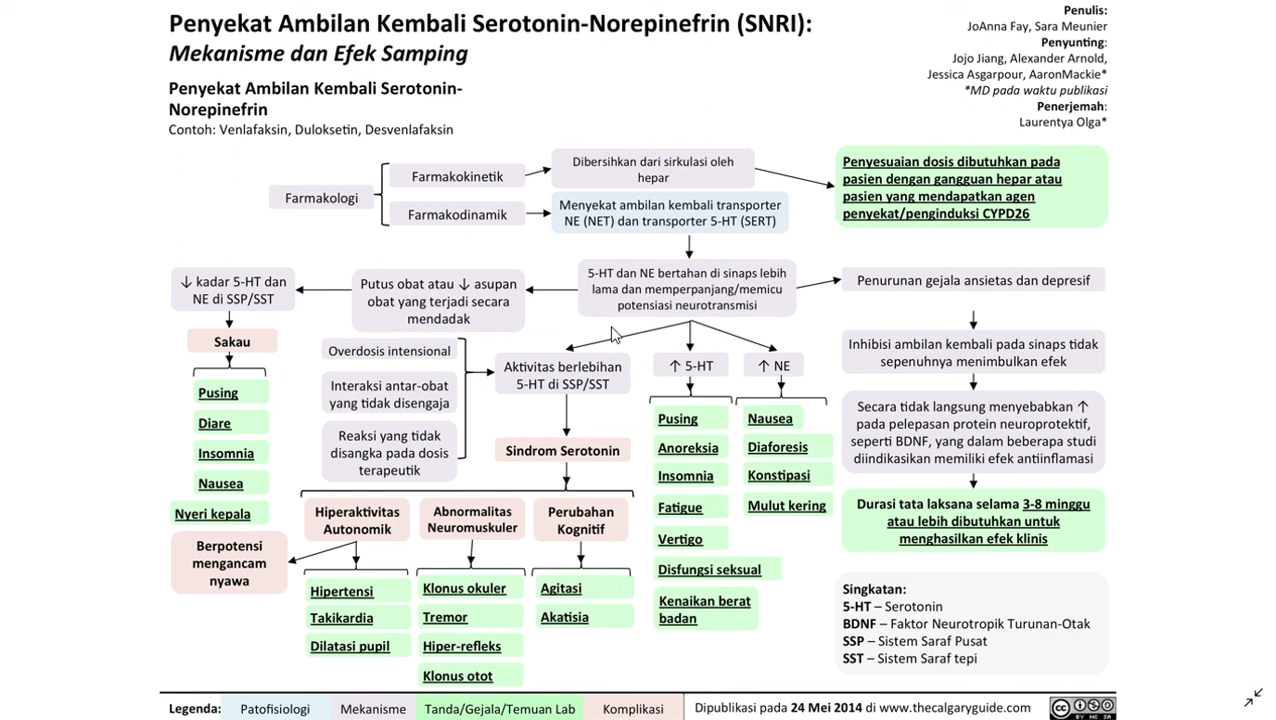 Penyekat Ambilan Kembali Serotonin-Norepinefrin (SNRI):
Mekanisme dan Efek Samping
Penulis:
JoAnna Fay, Sara Meunier
Penyunting:
Jojo Jiang, Alexander Arnold,
Jessica Asgarpour, AaronMackie*
*MD pada waktu publikasi
Penerjemah:
Laurentya Olga*
Penyekat Ambilan Kembali Serotonin-
Norepinefrin
Contoh: Venlafaksin, Duloksetin, Desvenlafaksin
Farmakologi
Farmakokinetik
Farmakodinamik
Dibersihkan dari sirkulasi oleh
hepar
Menyekat ambilan kembali transporter
NE (NET) dan transporter 5-HT (SERT)
Penyesuaian dosis dibutuhkan pada
pasien dengan gangguan hepar atau
pasien yang mendapatkan agen
penyekat/penginduksi CYPD26
↓ kadar 5-HT dan
NE di SSP/SST
Putus obat atau ↓ asupan
obat yang terjadi secara
mendadak
5-HT dan NE bertahan di sinaps lebih
lama dan memperpanjang/memicu
potensiasi neurotransmisi
Penurunan gejala ansietas dan depresif
Sakau
Pusing
Diare
Insomnia
Nausea
Nyeri kepala
Overdosis intensional
Interaksi antar-obat
yang tidak disengaja
Reaksi yang tidak
disangka pada dosis
terapeutik
Aktivitas berlebihan
5-HT di SSP/SST
Sindrom Serotonin
Hiperaktivitas
Autonomik
Abnormalitas
Neuromuskuler
Perubahan
Kognitif
Berpotensi
mengancam
nyawa
Hipertensi
Takikardia
Dilatasi pupil
Klonus okuler
Tremor
Hiper-refleks
Klonus otot
Agitasi
Akatisia
↑ 5-HT
Pusing
Anoreksia
Insomnia
Fatigue
Vertigo
Disfungsi seksual
Kenaikan berat
badan
↑ NE
Nausea
Diaforesis
Konstipasi
Mulut kering
Inhibisi ambilan kembali pada sinaps tidak
sepenuhnya menimbulkan efek
Secara tidak langsung menyebabkan ↑
pada pelepasan protein neuroprotektif,
seperti BDNF, yang dalam beberapa studi
diindikasikan memiliki efek antiinflamasi
Durasi tata laksana selama 3-8 minggu
atau lebih dibutuhkan untuk
menghasilkan efek klinis
Singkatan:
5-HT – Serotonin
BDNF – Faktor Neurotropik Turunan-Otak
SSP – Sistem Saraf Pusat
SST – Sistem Saraf tepi
Legenda:
Patofisiologi
Mekanisme
Tanda/Gejala/Temuan Lab
Komplikasi
Dipublikasi pada 24 Mei 2014 di www.thecalgaryguide.com
cc BY NC SA